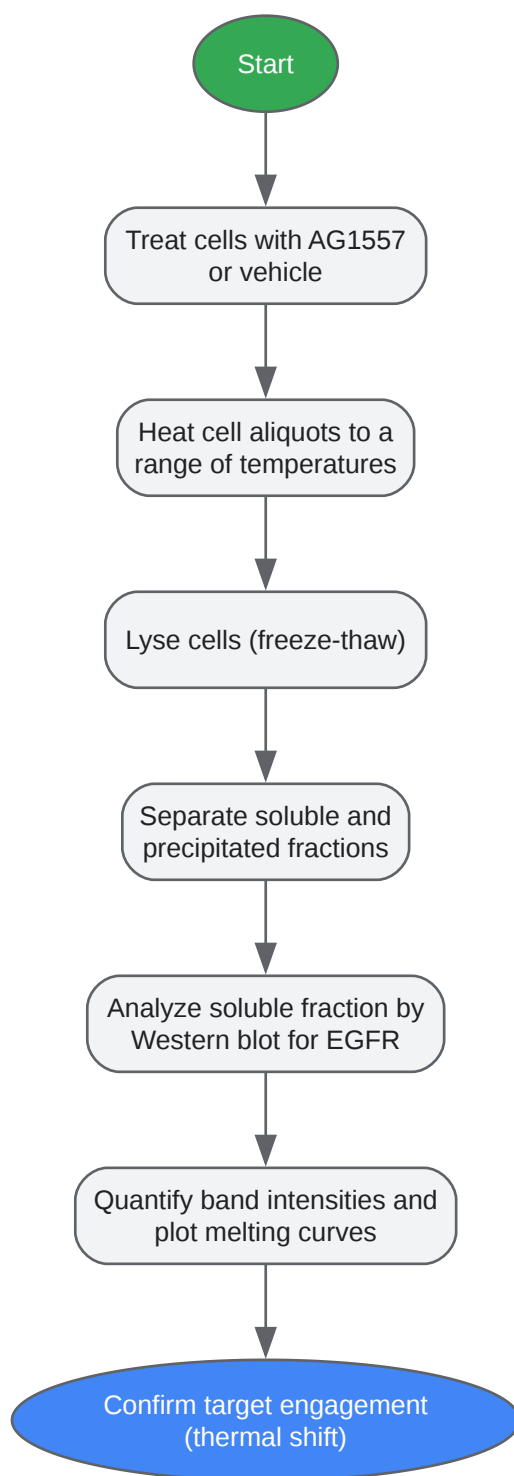 Start
Treat cells with AG1557
or vehicle
Heat cell aliquots to a
range of temperatures
Lyse cells (freeze-thaw)
Separate soluble and
precipitated fractions
Analyze soluble fraction by
Western blot for EGFR
Quantify band intensities and
plot melting curves
Confirm target engagement
(thermal shift)